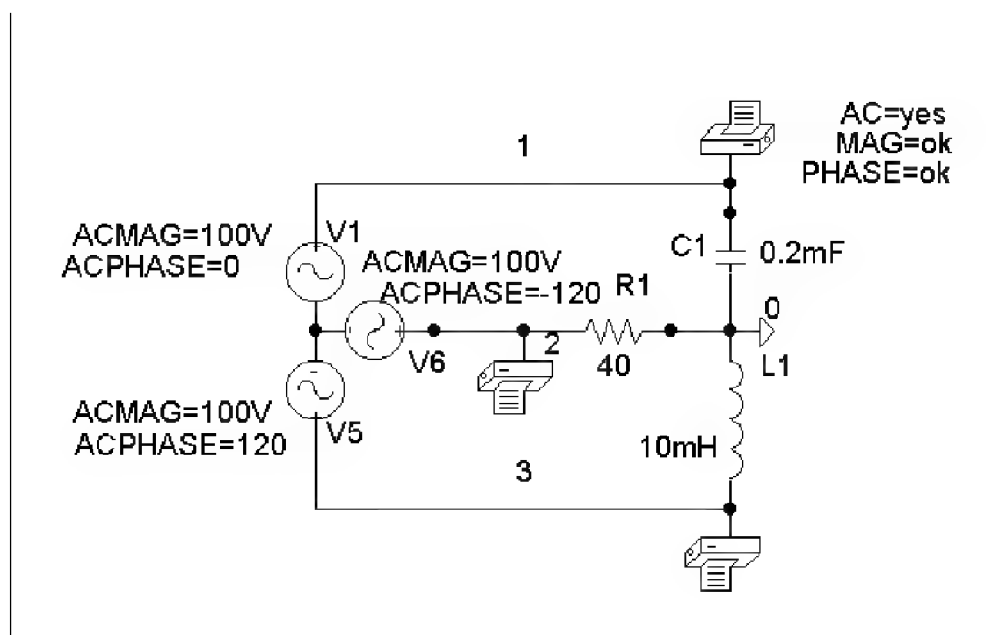 AC=yes
MAG=ok
PHASE=ok
1
ACMAG=100V
ACPHASE=0
V1
ACMAG=100V
ACPHASE=-120
R1
C1
0.2mF
0
V6
2
40
L1
ACMAG=100V
ACPHASE=120
V5
10mH
3